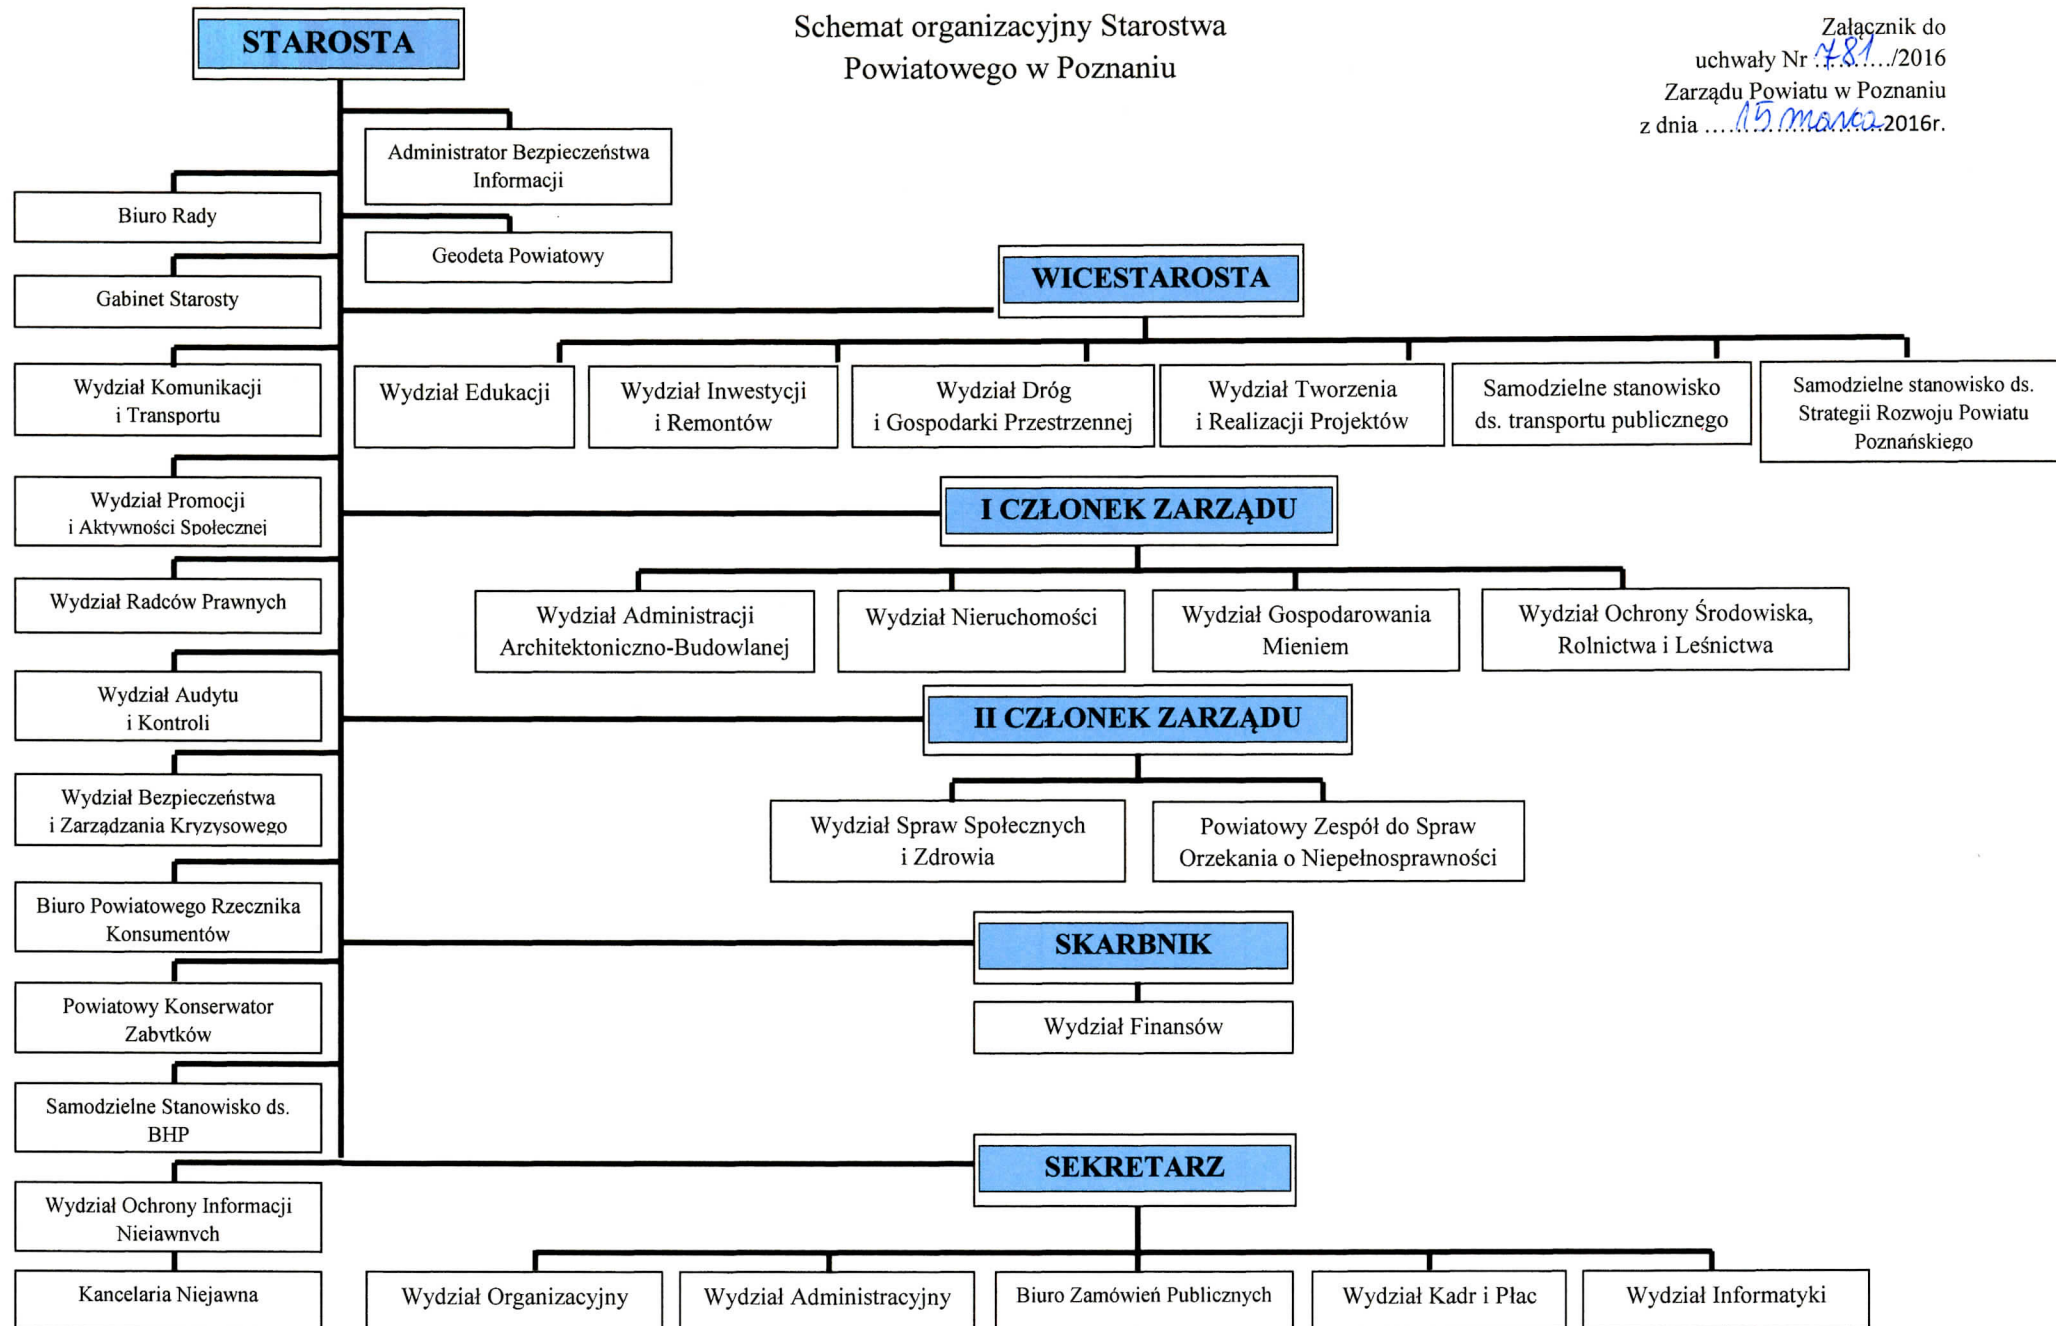 STAROSTA
Schemat organizacyjny Starostwa
Powiatowego w Poznaniu
Załącznik do
uchwały Nr 781/2016
Zarządu Powiatu w Poznaniu
z dnia 15 marca 2016r.
Administrator Bezpieczeństwa
Informacji
Biuro Rady
Geodeta Powiatowy
Gabinet Starosty
WICESTAROSTA
Wydział Komunikacji
i Transportu
Wydział Edukacji
Wydział Inwestycji
i Remontów
Wydział Dróg
i Gospodarki Przestrzennej
Wydział Tworzenia
i Realizacji Projektów
Samodzielne stanowisko
ds. transportu publicznego
Samodzielne stanowisko ds.
Strategii Rozwoju Powiatu
Poznańskiego
Wydział Promocji
i Aktywności Społecznej
I CZŁONEK ZARZĄDU
Wydział Radców Prawnych
Wydział Administracji
Architektoniczno-Budowlanej
Wydział Nieruchomości
Wydział Gospodarowania
Mieniem
Wydział Ochrony Środowiska,
Rolnictwa i Leśnictwa
Wydział Audytu
i Kontroli
II CZŁONEK ZARZĄDU
Wydział Bezpieczeństwa
i Zarządzania Kryzysowego
Wydział Spraw Społecznych
i Zdrowia
Powiatowy Zespół do Spraw
Orzekania o Niepełnosprawności
Biuro Powiatowego Rzecznika
Konsumentów
SKARBNIK
Powiatowy Konserwator
Zabytków
Wydział Finansów
Samodzielne Stanowisko ds.
BHP
SEKRETARZ
Wydział Ochrony Informacji
Niejawnych
Kancelaria Niejawna
Wydział Organizacyjny
Wydział Administracyjny
Biuro Zamówień Publicznych
Wydział Kadr i Płac
Wydział Informatyki